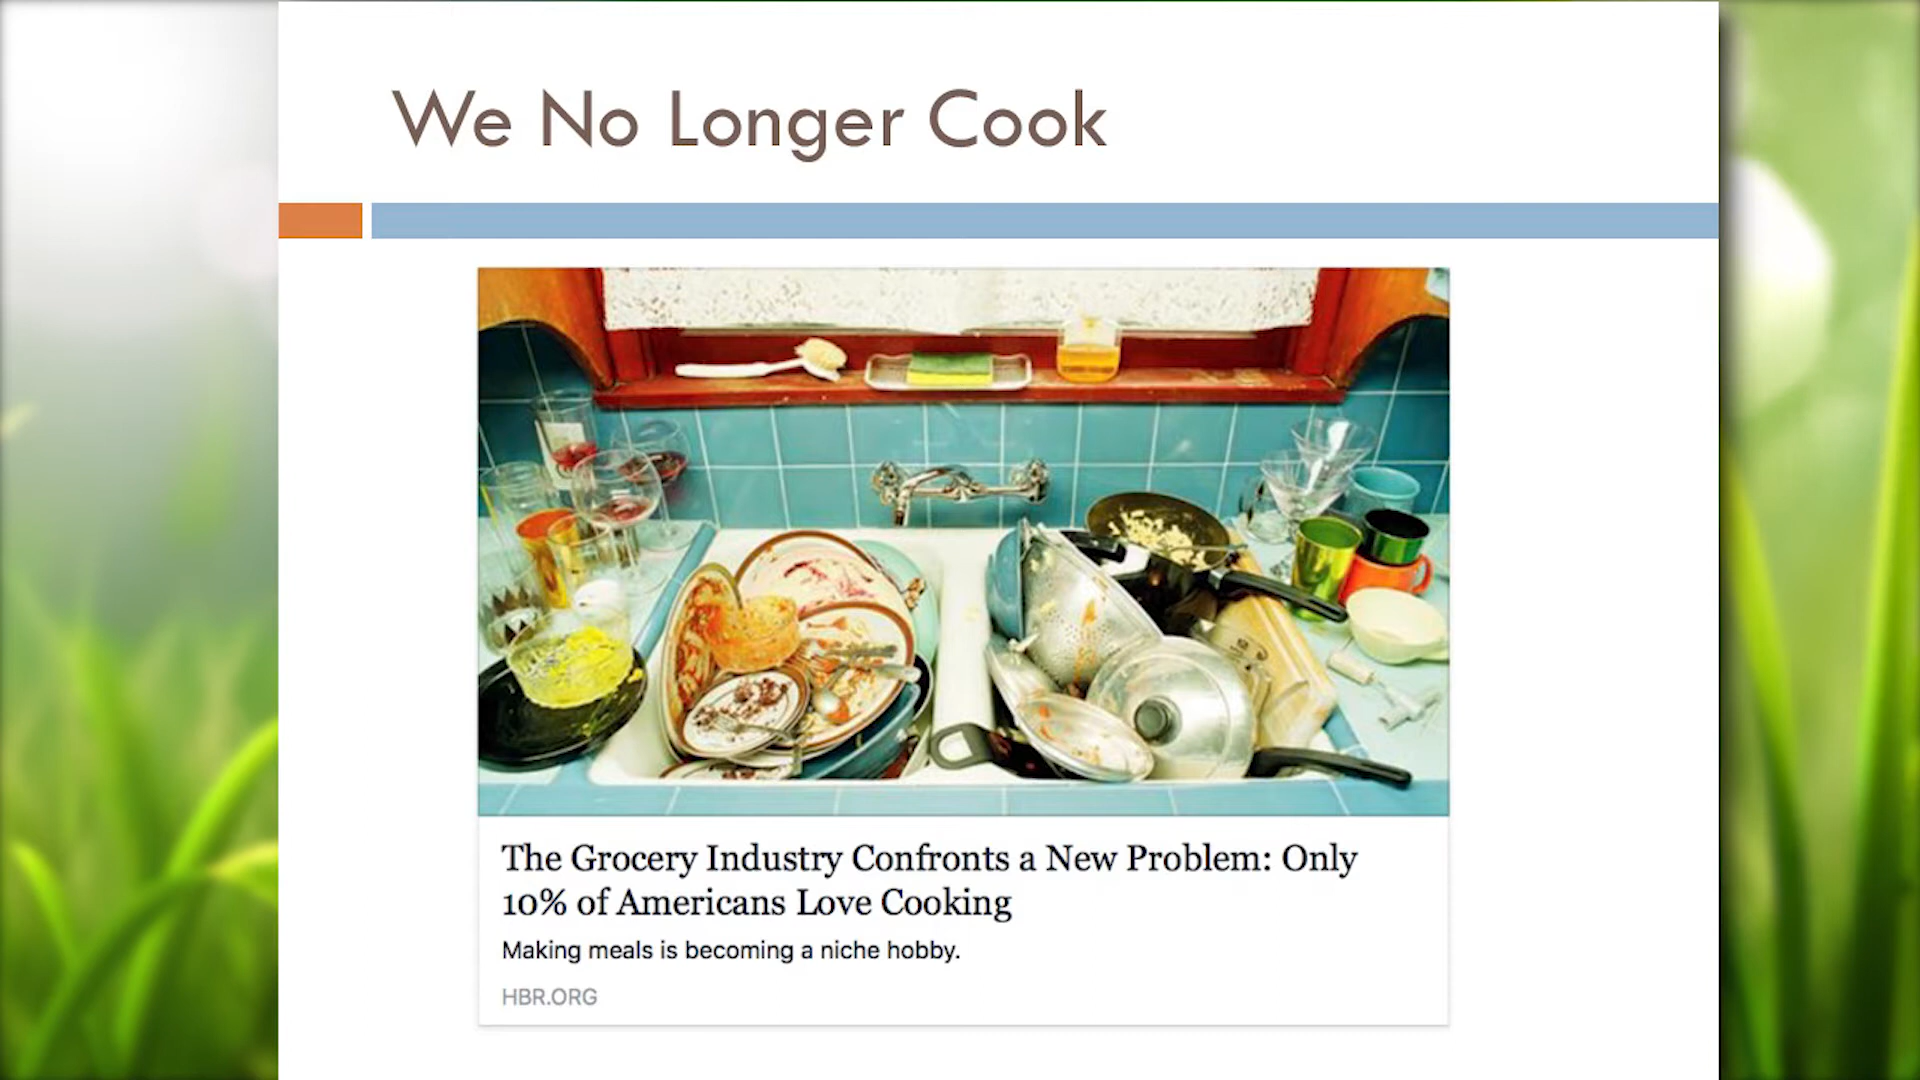 We No Longer Cook
The Grocery Industry Confronts a New Problem: Only
10% of Americans Love Cooking
Making meals is becoming a niche hobby.
HBR.ORG